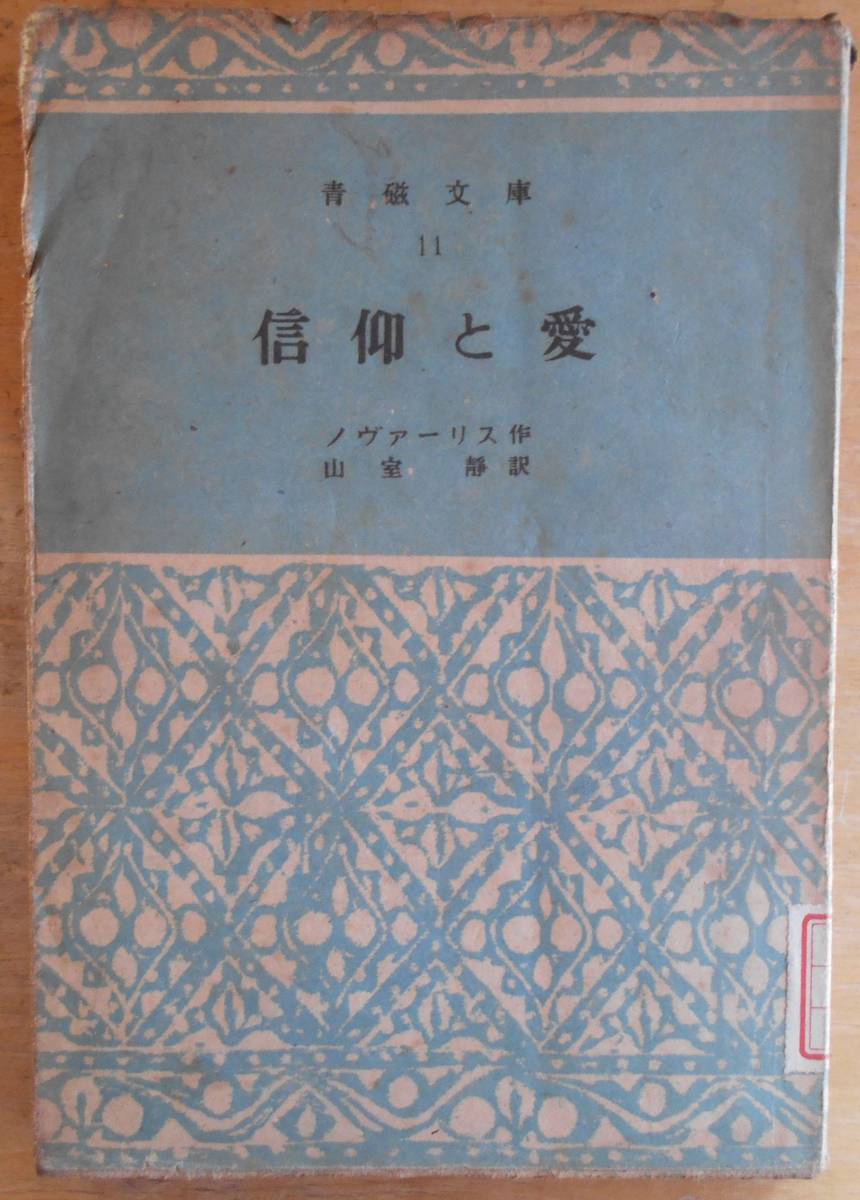 青磁文庫
11
信仰と愛
ノヴァーリス作
山室 靜訳